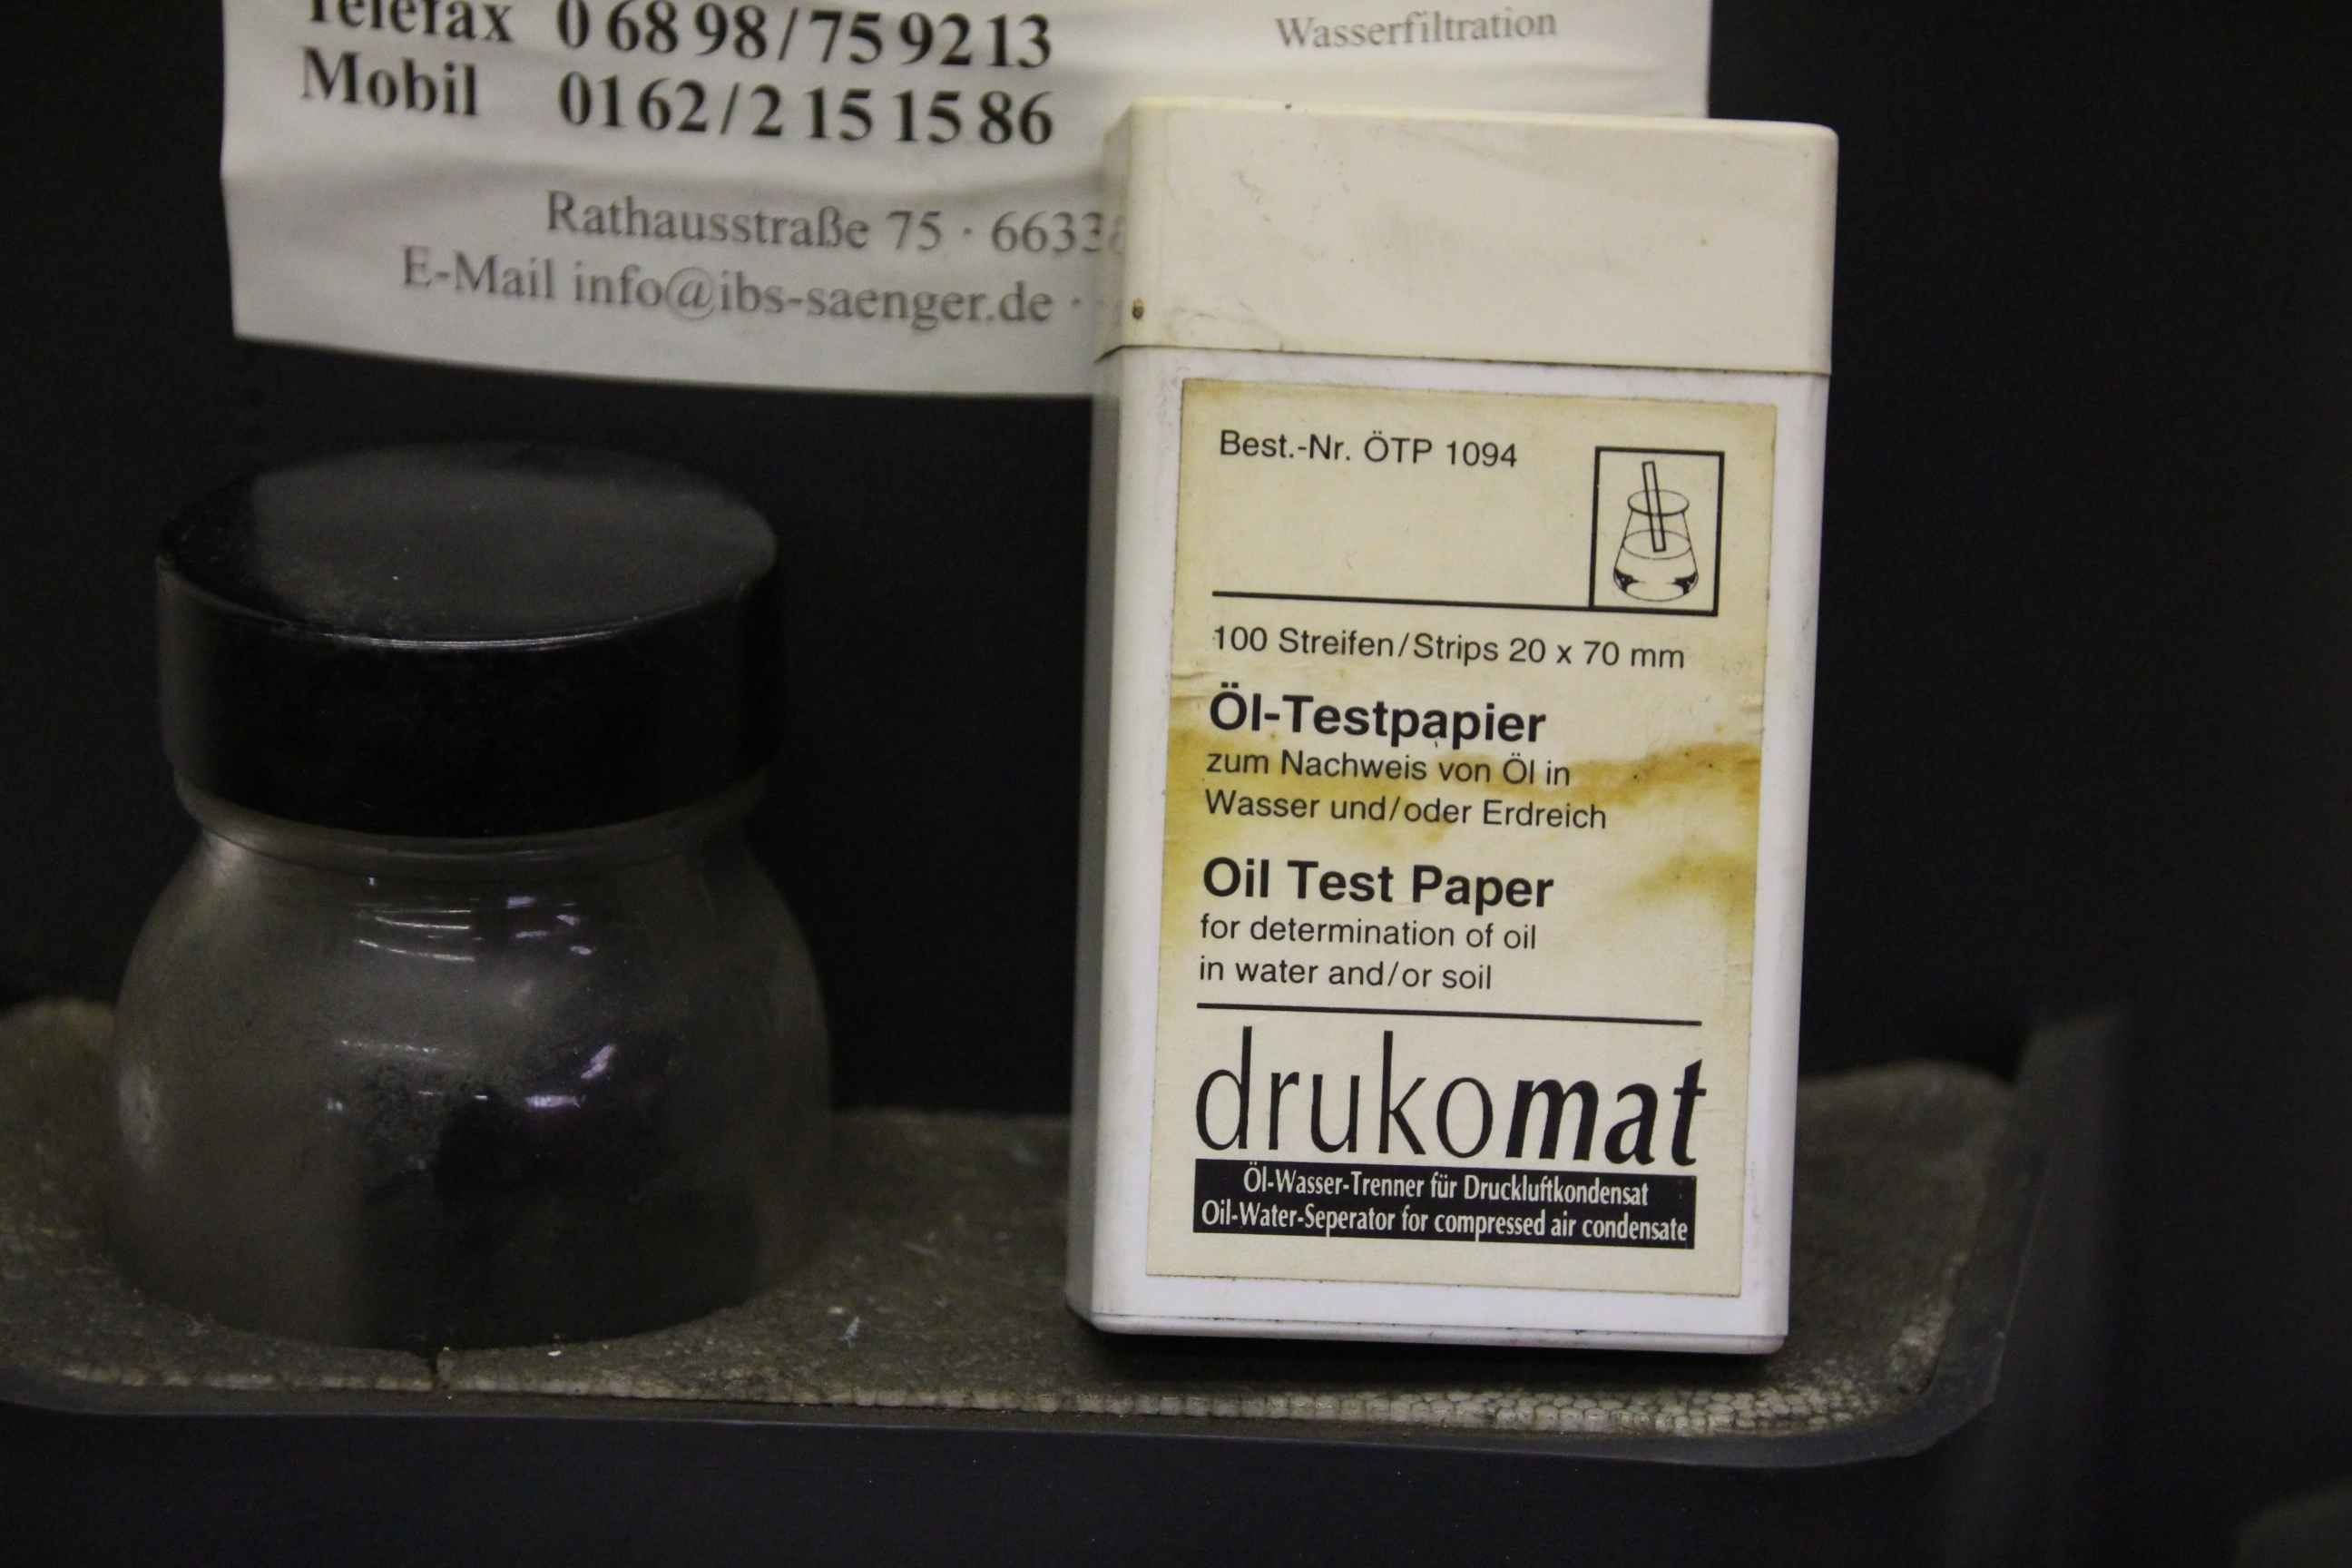 Telefax 0 68 98/75 92 13
Mobil 01 62/2 15 15 86
Wasserfiltration
Rathausstraße 75 ·
E-Mail info@ibs-saenger.de ·
Best.-Nr. ÖTP 1094
100 Streifen/Strips 20 x 70 mm
Öl-Testpapier
zum Nachweis von Öl in
Wasser und/oder Erdreich
Oil Test Paper
for determination of oil
in water and/or soil
drukomat
Öl-Wasser-Trenner für Druckluftkondensat
Oil-Water-Seperator for compressed air condensate